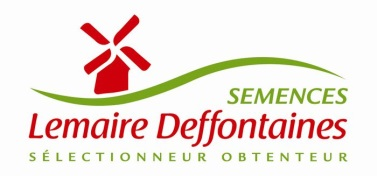 SEMENCES
Lemaire Deffontaines
SÉLECTIONNEUR OBTENTEUR